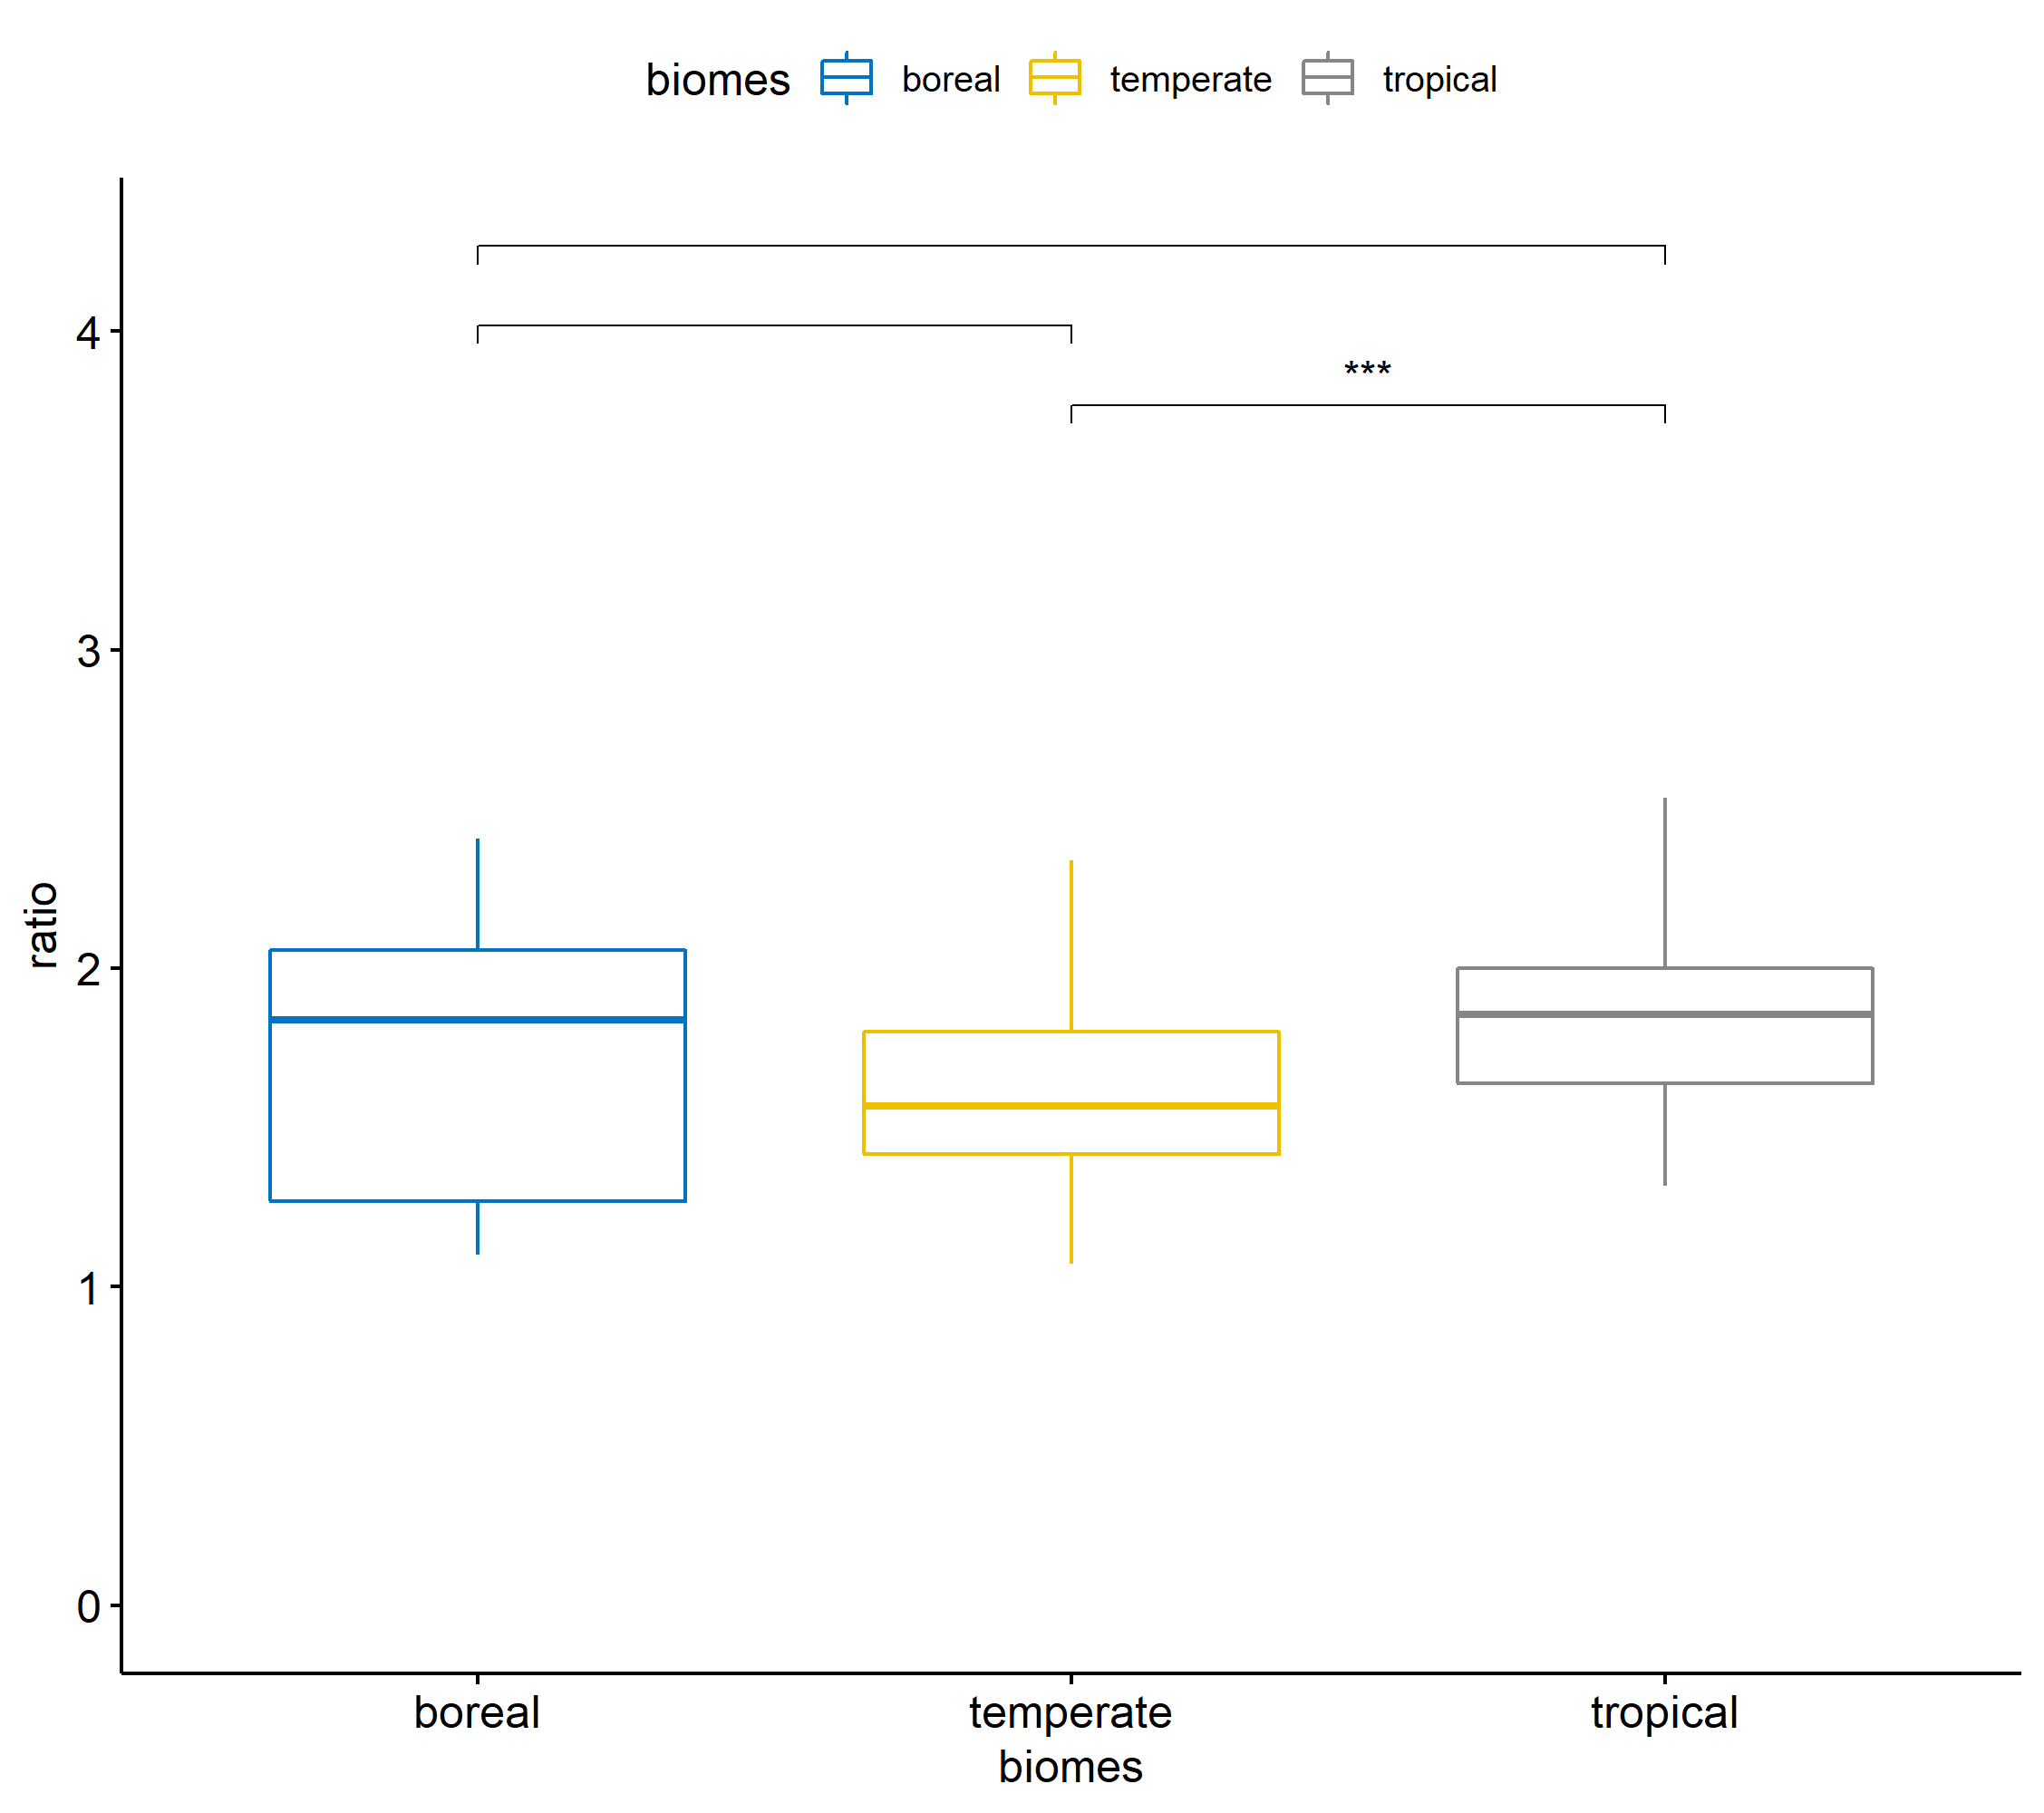 biomes boreal temperate tropical
***
4
3
2
1
0
ratio
boreal temperate tropical
biomes